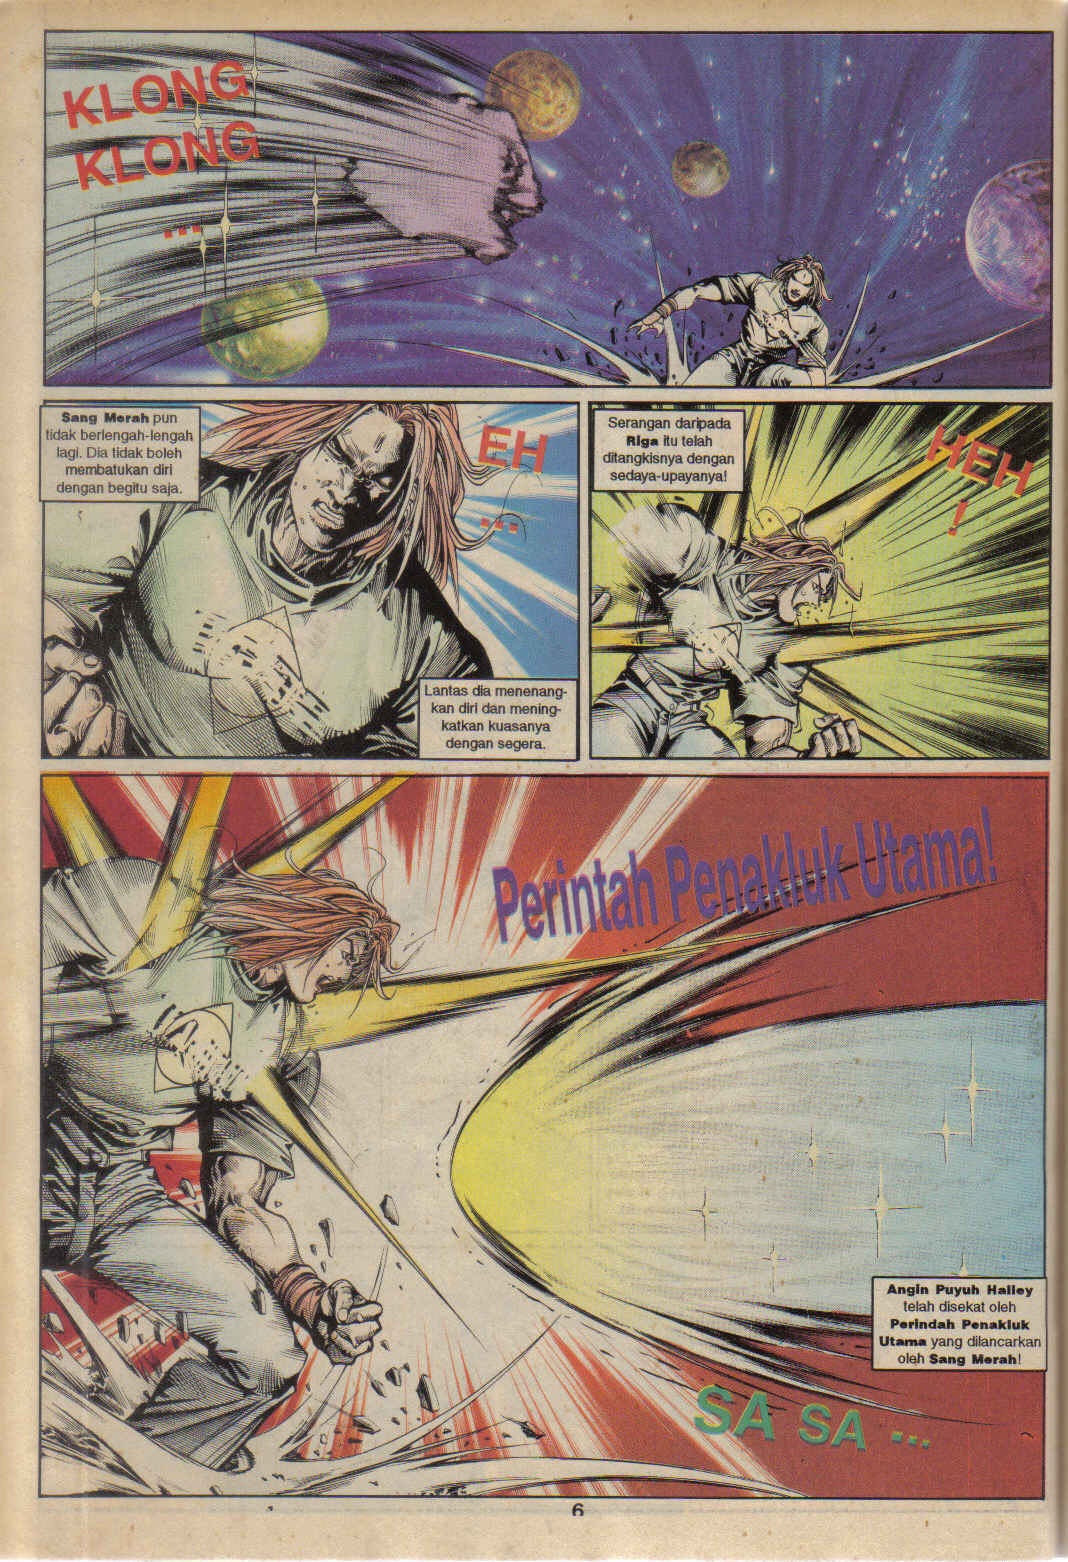 KLONG
KLONG
...
Sang Merah pun
tidak berlengah-lengah
lagi. Dia tidak boleh
membatukan diri
dengan begitu saja.
EH
...
Lantas dia menenang-
kan diri dan mening-
katkan kuasanya
dengan segera.
Serangan daripada
Riga itu telah
ditangkisnya dengan
sedaya-upayanya!
HEH
!
Perintah Penakluk Utama!
Angin Puyuh Halley
telah disekat oleh
Perindah Penakluk
Utama yang dilancarkan
oleh Sang Merah!
SA SA ...
6